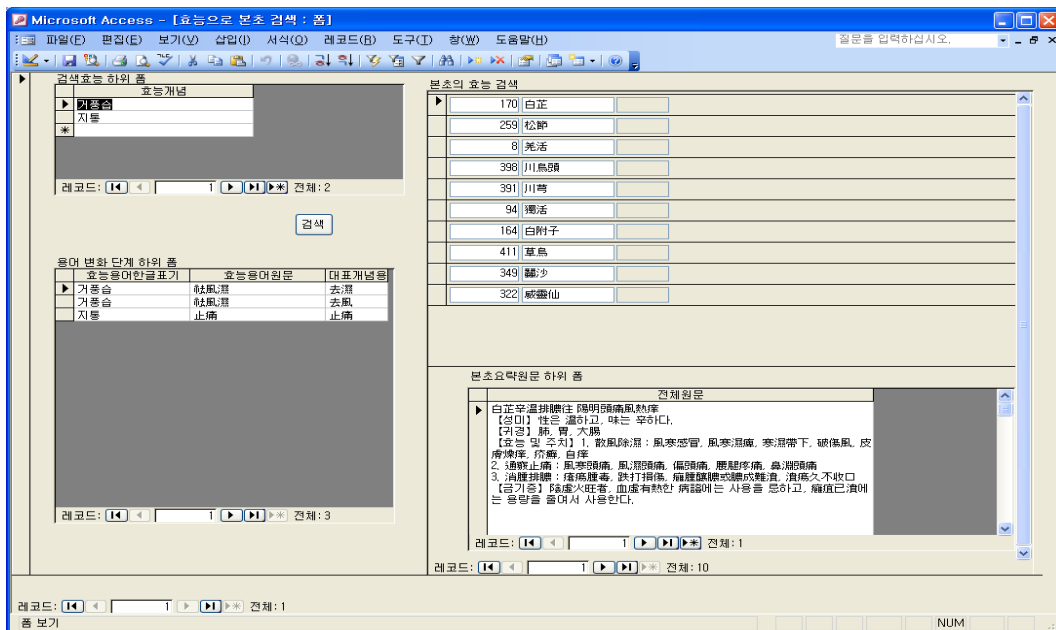 Microsoft Access - [효능으로 본초 검색 : 폼]
파일(F) 편집(E) 보기(V) 삽입(I) 서식(O) 레코드(R) 도구(T) 창(W) 도움말(H) 질문을 입력하십시오.
검색효능 하위 폼
효능개념
거풍습
지통
레코드: 1 전체: 2
검색
용어 변화 단계 하위 폼
효능용어한글표기 효능용어원문 대표개념용
거풍습 祛風濕 去濕
거풍습 祛風濕 去風
지통 止痛 止痛
레코드: 1 전체: 3
본초의 효능 검색
170 白芷
259 松節
8 羌活
398 川烏頭
391 川芎
94 獨活
164 白附子
411 草烏
349 蠶沙
322 威靈仙
본초요략원문 하위 폼
전체원문
白芷辛溫排膿往 陽明頭痛風熱痒
【성미】 性은 溫하고, 味는 辛하다.
【귀경】 肺, 胃, 大腸
【효능 및 주치】 1. 散風除濕 : 風寒感冒, 風寒濕痺, 寒濕帶下, 破傷風, 皮
膚燥痒, 疥癬, 自痒
2. 通竅止痛 : 風寒頭痛, 風濕頭痛, 偏頭痛, 腰腿疼痛, 鼻淵頭痛
3. 消腫排膿 : 瘡瘍腫毒, 跌打損傷, 癰腫釀膿或膿成難潰, 潰瘍久不收口
【금기증】 陰虛火旺者, 血虛有熱한 病證에는 사용을 忌하고, 癰疽已潰에
는 용량을 줄여서 사용한다.
레코드: 1 전체: 1
레코드: 1 전체: 10
레코드: 1 전체: 1
폼 보기 NUM